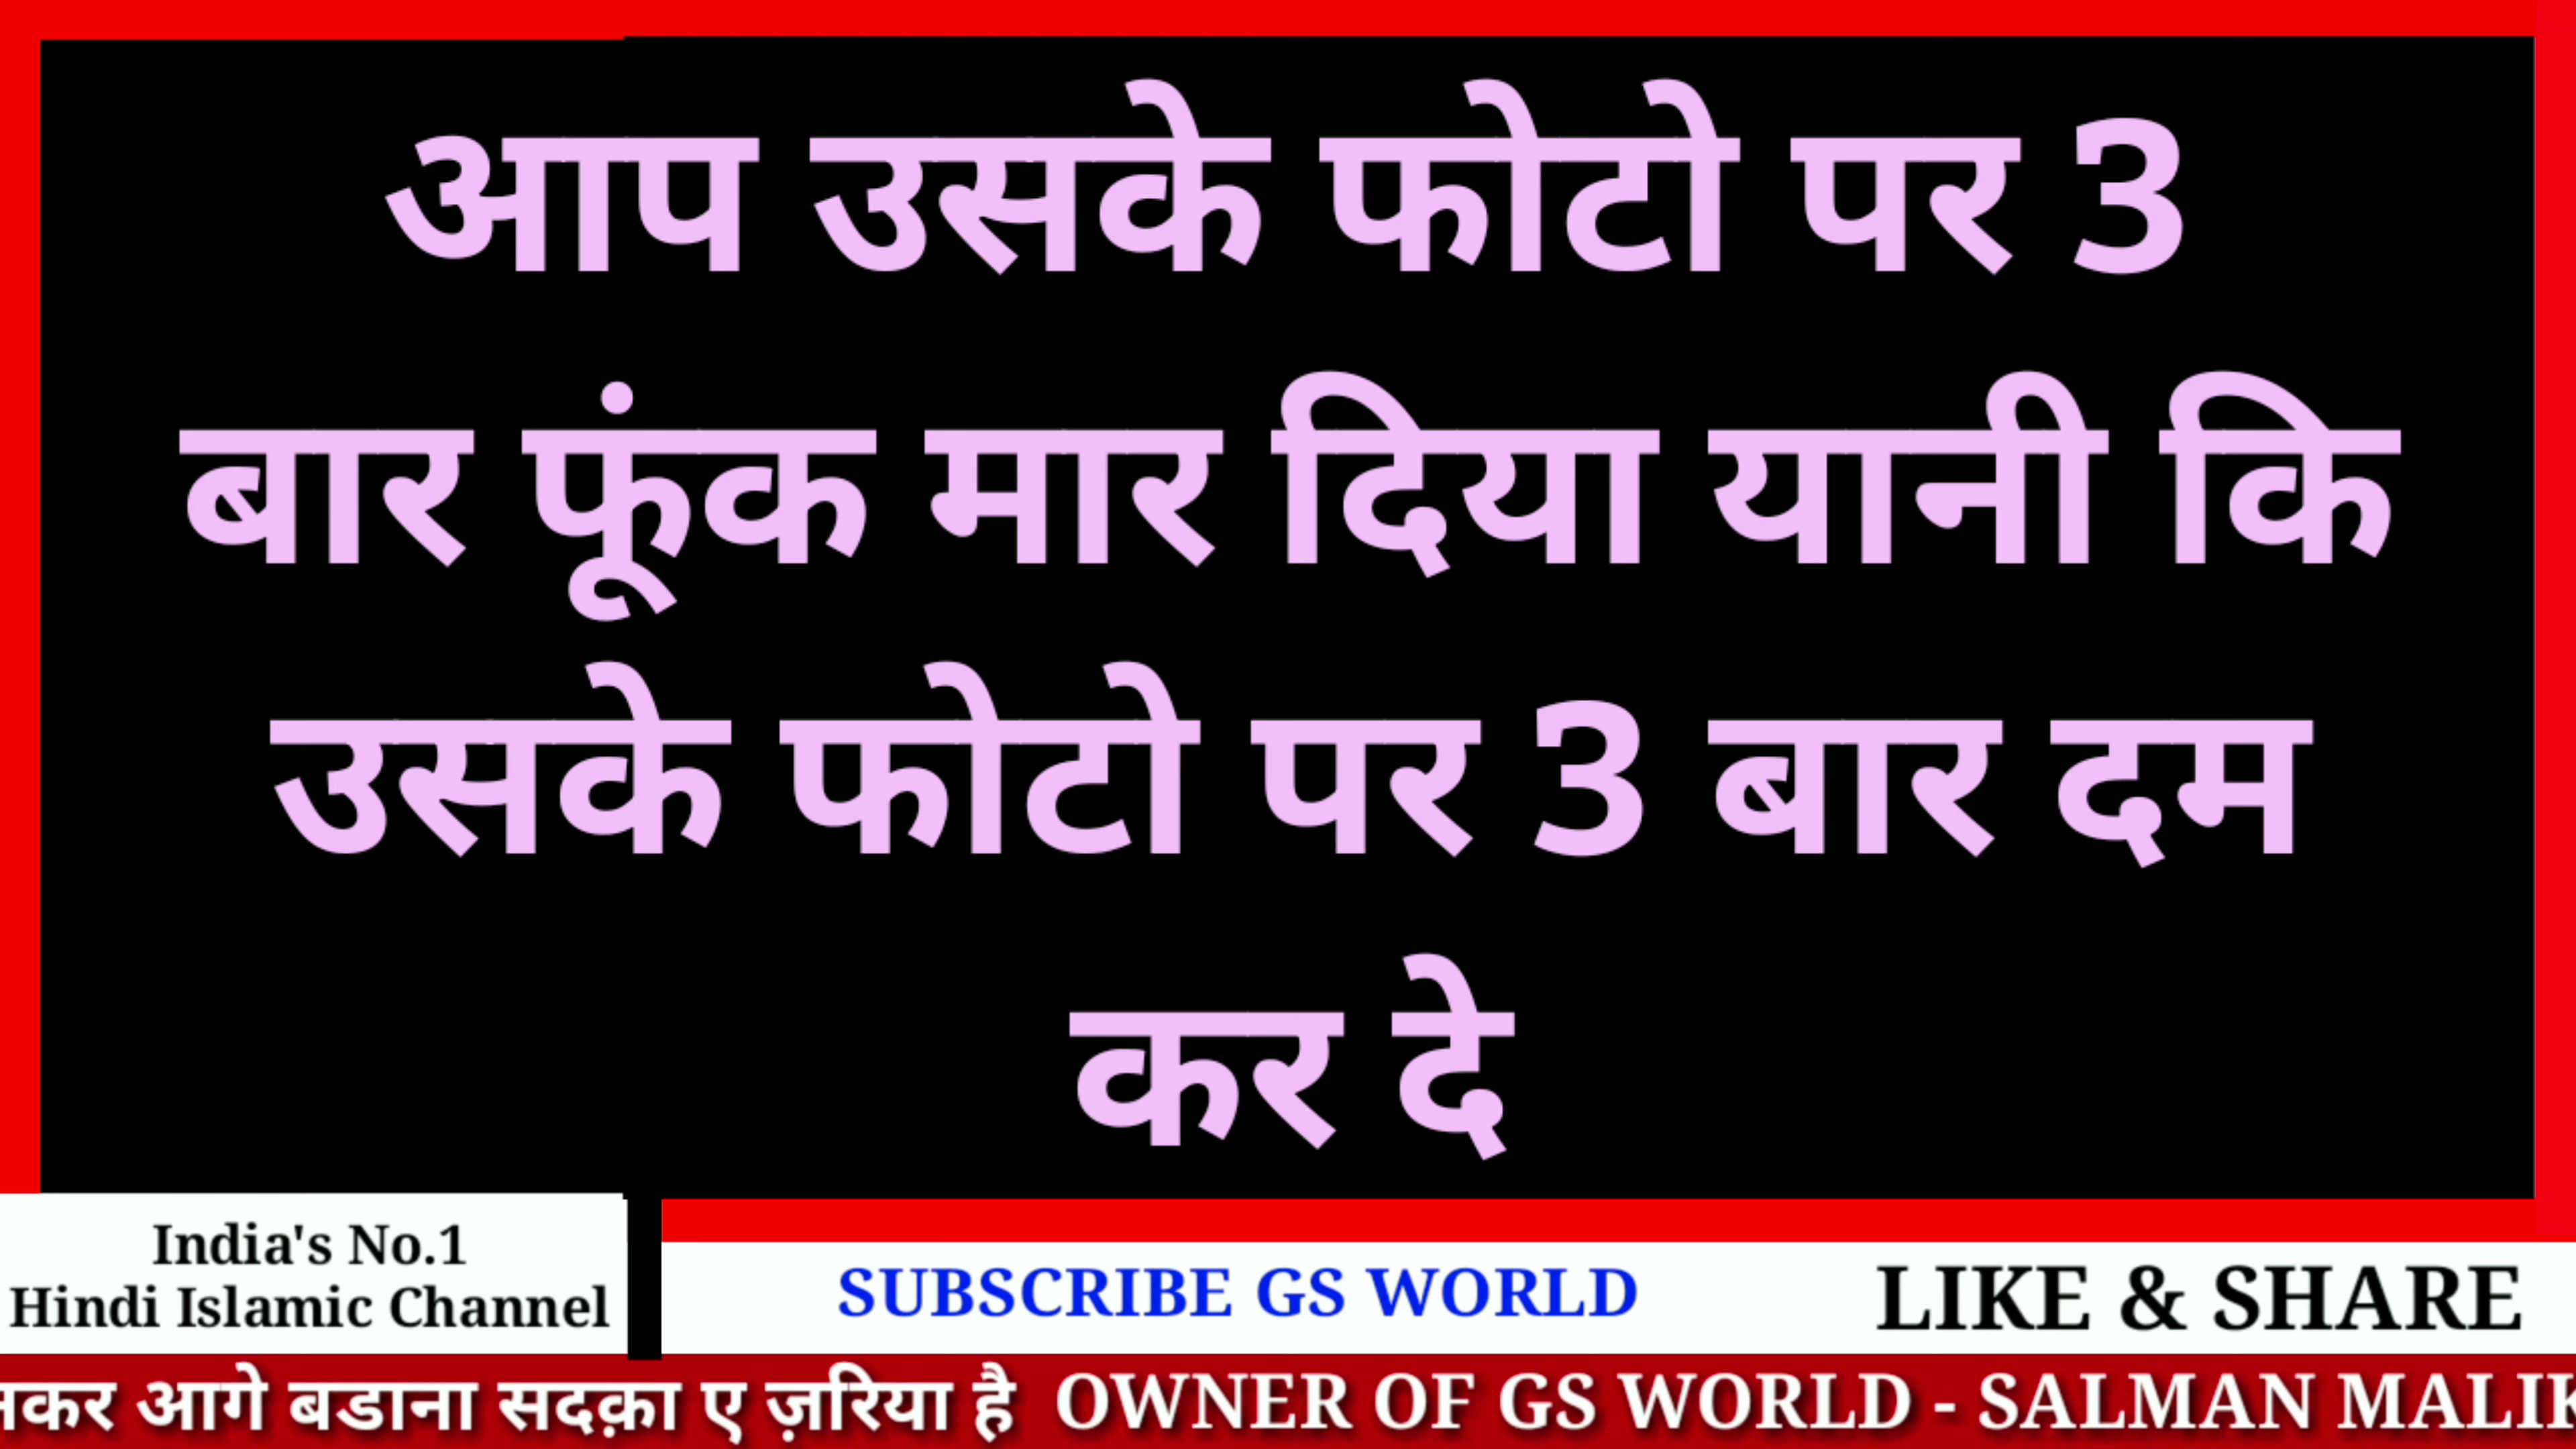 आप उसके फोटो पर 3
बार फूंक मार दिया यानी कि
उसके फोटो पर 3 बार दम
कर दे
India's No.1
Hindi Islamic Channel
SUBSCRIBE GS WORLD
LIKE & SHARE
आगे बडाना सदक़ा ए ज़रिया है OWNER OF GS WORLD - SALMAN MALIK